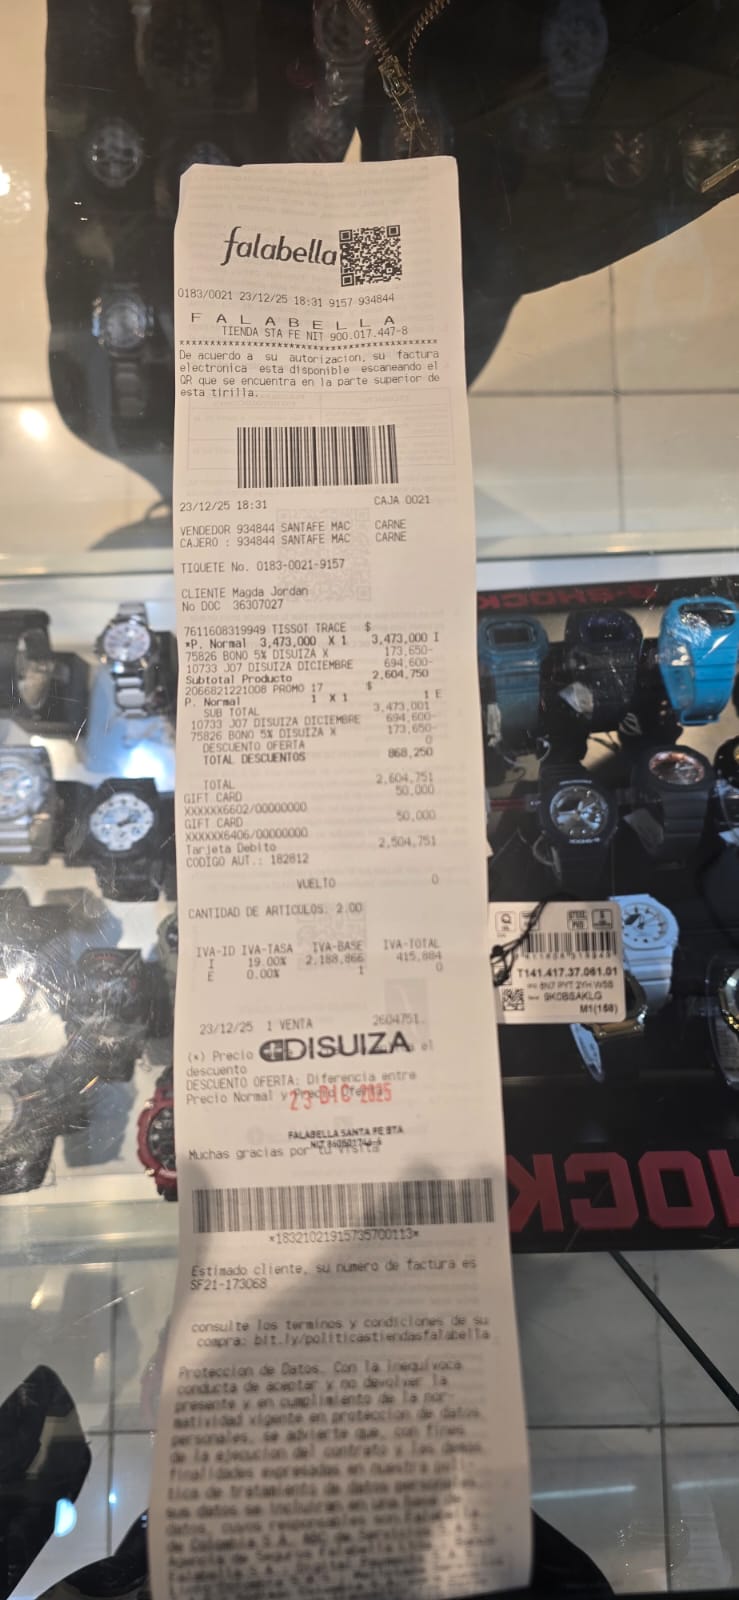 falabella
0183/0021 23/12/25 18:31 9157 934844
F A L A B E L L A
TIENDA STA FE NIT 900.017.447-8
****************************************
De acuerdo a su autorizacion, su factura
electronica esta disponible escaneando el
QR que se encuentra en la parte superior de
esta tirilla.
23/12/25 18:31 CAJA 0021
VENDEDOR 934844 SANTAFE MAC CARNE
CAJERO : 934844 SANTAFE MAC CARNE
TIQUETE No. 0183-0021-9157
CLIENTE Magda Jordan
No DOC 36307027
7611608319949 TISSOT TRACE $
*P. Normal 3,473,000 X 1 3,473,000 I
75826 BONO 5% DISUIZA X 173,650-
10733 J07 DISUIZA DICIEMBRE 694,600-
Subtotal Producto 2,604,750
2066821221008 PROMO 17 $
P. Normal 1 X 1 1 E
SUB TOTAL 3,473,001
10733 J07 DISUIZA DICIEMBRE 694,600-
75826 BONO 5% DISUIZA X 173,650-
DESCUENTO OFERTA 0
TOTAL DESCUENTOS 868,250
TOTAL 2,604,751
GIFT CARD 50,000
XXXXXX6602/00000000
GIFT CARD 50,000
XXXXXX6406/00000000
Tarjeta Debito 2,504,751
CODIGO AUT.: 182812
VUELTO 0
CANTIDAD DE ARTICULOS: 2.00
IVA-ID IVA-TASA IVA-BASE IVA-TOTAL
I 19.00% 2.188,866 415,884
E 0.00% 1 0
23/12/25 1 VENTA 2604751.
(*) Precio el
DISUIZA
descuento
DESCUENTO OFERTA: Diferencia entre
Precio Normal y Precio Oferta
23 DIC 2025
FALABELLA SANTA FE BTA
Muchas gracias por tu visita
*18321021915735700113*
Estimado cliente, su numero de factura es
SF21-173068
consulte los terminos y condiciones de su
compra: bit.ly/politicastiendasfalabella
Proteccion de Datos. Con la inequivoca
conducta de aceptar y no devolver la
presente y en cumplimiento de la nor-
matividad vigente en proteccion de datos
personales, se advierte que, con fines
de la ejecucion del contrato y las demas
finalidades expresadas en nuestra poli-
tica de tratamiento de datos personales
sus datos se incluiran en una base de
datos, cuyos responsables son Falabella
de Colombia S.A.
G-SHOCK
T141.417.37.061.01
M1(158)
SHOCK